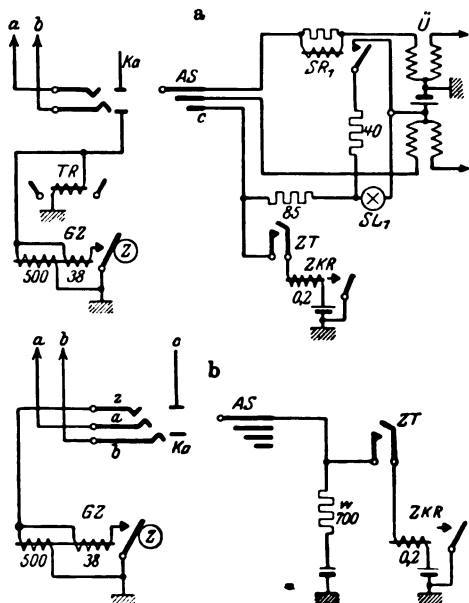 a
a b Ka
AS
c
SR1
Ü
40
85
SL1
TR
GZ
500 38
Z
ZT
ZKR
0,2
b
a b c
z
a
b
Ka
GZ
500 38
Z
AS
ZT
w
700
ZKR
0,2